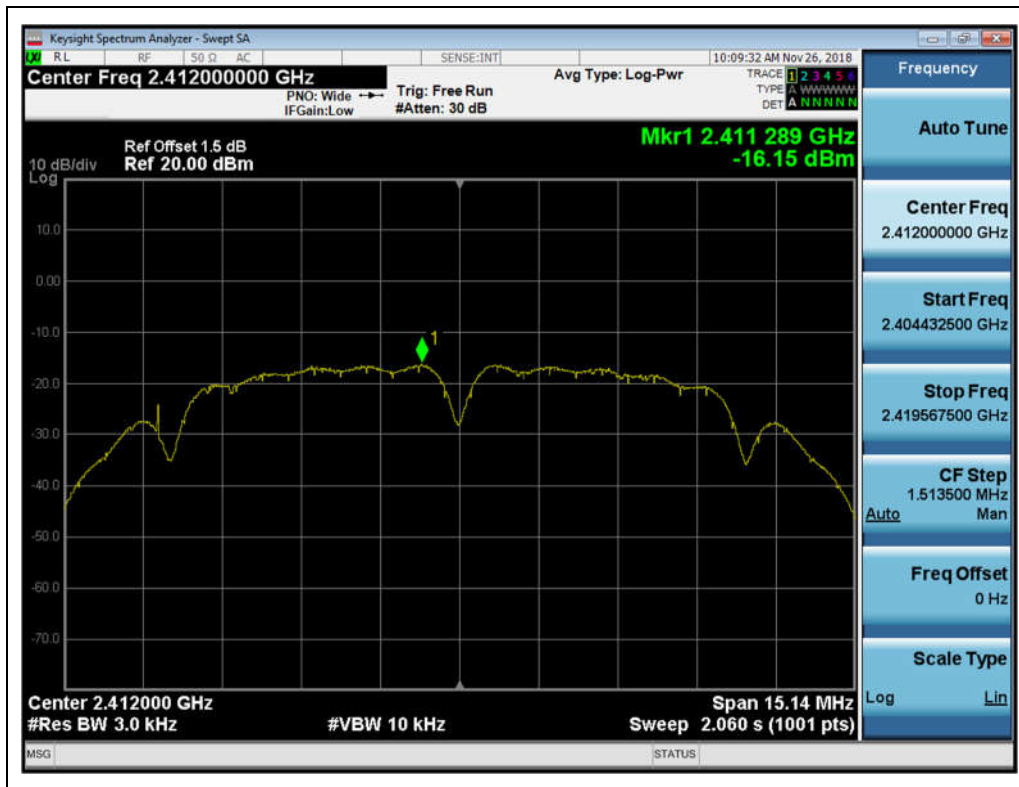 Keysight Spectrum Analyzer - Swept SA
LXI RL RF 50 Ω AC SENSE:INT 10:09:32 AM Nov 26, 2018
Center Freq 2.412000000 GHz
PNO: Wide
IFGain:Low
Trig: Free Run
#Atten: 30 dB
Avg Type: Log-Pwr
TRACE 1 2 3 4 5 6
TYPE A WWWWW
DET A N N N N N
Mkr1 2.411 289 GHz
-16.15 dBm
Ref Offset 1.5 dB
10 dB/div Ref 20.00 dBm
Log
10.0
0.00
-10.0
1
-20.0
-30.0
-40.0
-50.0
-60.0
-70.0
Center 2.412000 GHz Span 15.14 MHz
#Res BW 3.0 kHz #VBW 10 kHz Sweep 2.060 s (1001 pts)
MSG STATUS
Frequency
Auto Tune
Center Freq
2.412000000 GHz
Start Freq
2.404432500 GHz
Stop Freq
2.419567500 GHz
CF Step
1.513500 MHz
Auto Man
Freq Offset
0 Hz
Scale Type
Log Lin